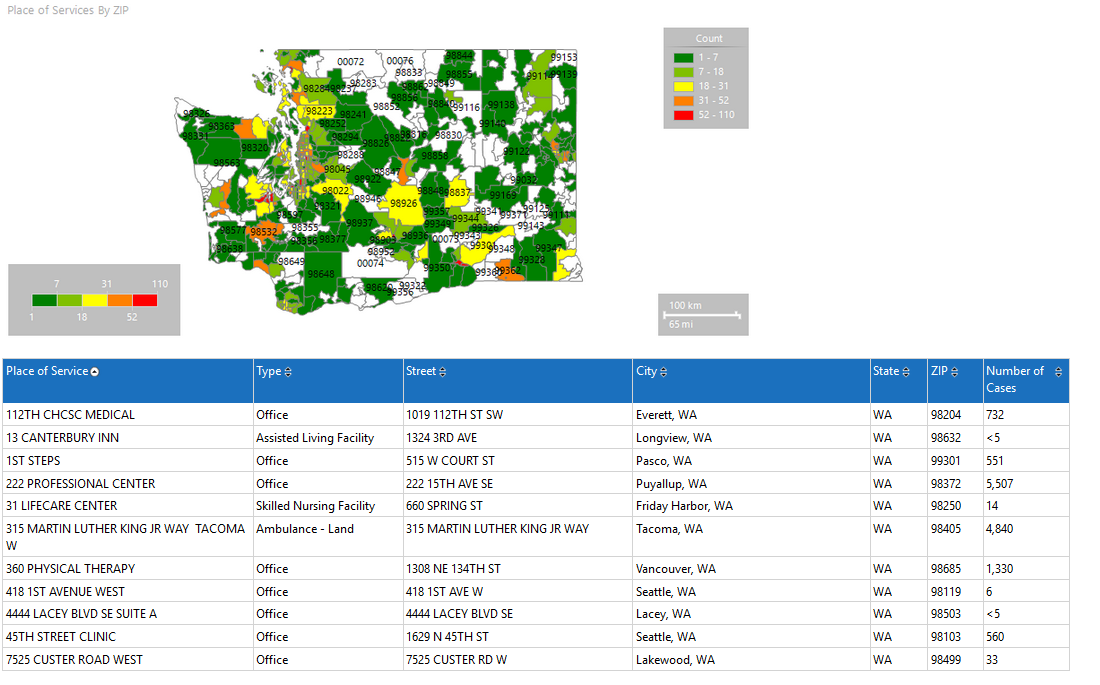 Place of Services By ZIP
Count
1 - 7
7 - 18
18 - 31
31 - 52
52 - 110
00072
00076
98844
99153
98833
98855
99139
98283
98284
98326
98223
98241
98852
98856
98840
99116
99138
98363
98252
99140
98331
98294
98826
98816
98830
98320
98288
98858
99122
98563
98045
98847
98922
99032
98022
98848
98837
99169
98321
98946
98926
98597
98937
99357
99344
99341
99371
99111
98577
98532
98355
98936
99349
99326
99143
98356
98377
98903
00073
99343
99301
99348
99347
98638
98952
99328
98649
00074
99350
99362
98648
98620
99322
99356
7 31 110
1 18 52
100 km
65 mi
Place of Service Type Street City State ZIP Number of
Cases
112TH CHCSC MEDICAL Office 1019 112TH ST SW Everett, WA WA 98204 732
13 CANTERBURY INN Assisted Living Facility 1324 3RD AVE Longview, WA WA 98632 <5
1ST STEPS Office 515 W COURT ST Pasco, WA WA 99301 551
222 PROFESSIONAL CENTER Office 222 15TH AVE SE Puyallup, WA WA 98372 5,507
31 LIFECARE CENTER Skilled Nursing Facility 660 SPRING ST Friday Harbor, WA WA 98250 14
315 MARTIN LUTHER KING JR WAY TACOMA Ambulance - Land 315 MARTIN LUTHER KING JR WAY Tacoma, WA WA 98405 4,840
W
360 PHYSICAL THERAPY Office 1308 NE 134TH ST Vancouver, WA WA 98685 1,330
418 1ST AVENUE WEST Office 418 1ST AVE W Seattle, WA WA 98119 6
4444 LACEY BLVD SE SUITE A Office 4444 LACEY BLVD SE Lacey, WA WA 98503 <5
45TH STREET CLINIC Office 1629 N 45TH ST Seattle, WA WA 98103 560
7525 CUSTER ROAD WEST Office 7525 CUSTER RD W Lakewood, WA WA 98499 33